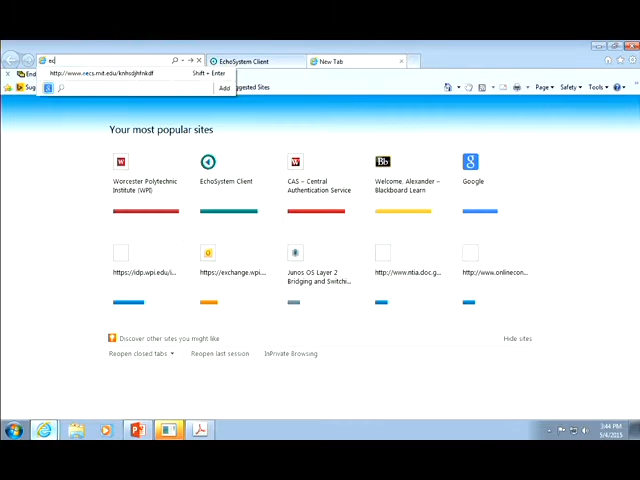 ec
EchoSystem Client
New Tab
http://www.eecs.mit.edu/knhsdjhfnkdf
Shift + Enter
Add
Sug
ggested Sites
Page
Safety
Tools
Your most popular sites
Worcester Polytechnic Institute (WPI)
EchoSystem Client
CAS – Central Authentication Service
Welcome, Alexander – Blackboard Learn
Google
https://idp.wpi.edu/i...
https://exchange.wpi....
Junos OS Layer 2 Bridging and Switchi...
http://www.ntia.doc.g...
http://www.onlinecon...
Discover other sites you might like
Hide sites
Reopen closed tabs
Reopen last session
InPrivate Browsing
3:44 PM
5/4/2015